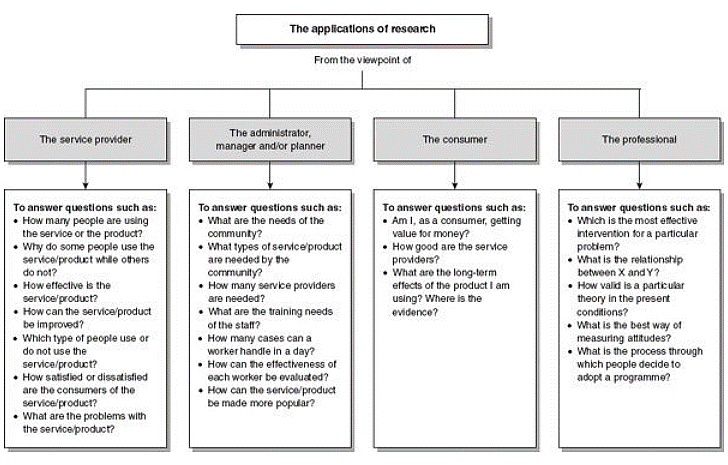 The applications of research
From the viewpoint of
The service provider
The administrator,
manager and/or planner
The consumer
The professional
To answer questions such as:
• How many people are using
the service or the product?
• Why do some people use the
service/product while others
do not?
• How effective is the
service/product?
• How can the service/product
be improved?
• Which type of people use or
do not use the
service/product?
• How satisfied or dissatisfied
are the consumers of the
service/product?
• What are the problems with
the service/product?
To answer questions such as:
• What are the needs of the
community?
• What types of service/product
are needed by the
community?
• How many service providers
are needed?
• What are the training needs
of the staff?
• How many cases can a
worker handle in a day?
• How can the effectiveness of
each worker be evaluated?
• How can the service/product
be made more popular?
To answer questions such as:
• Am I, as a consumer, getting
value for money?
• How good are the service
providers?
• What are the long-term
effects of the product I am
using? Where is the
evidence?
To answer questions such as:
• Which is the most effective
intervention for a particular
problem?
• What is the relationship
between X and Y?
• How valid is a particular
theory in the present
conditions?
• What is the best way of
measuring attitudes?
• What is the process through
which people decide to
adopt a programme?